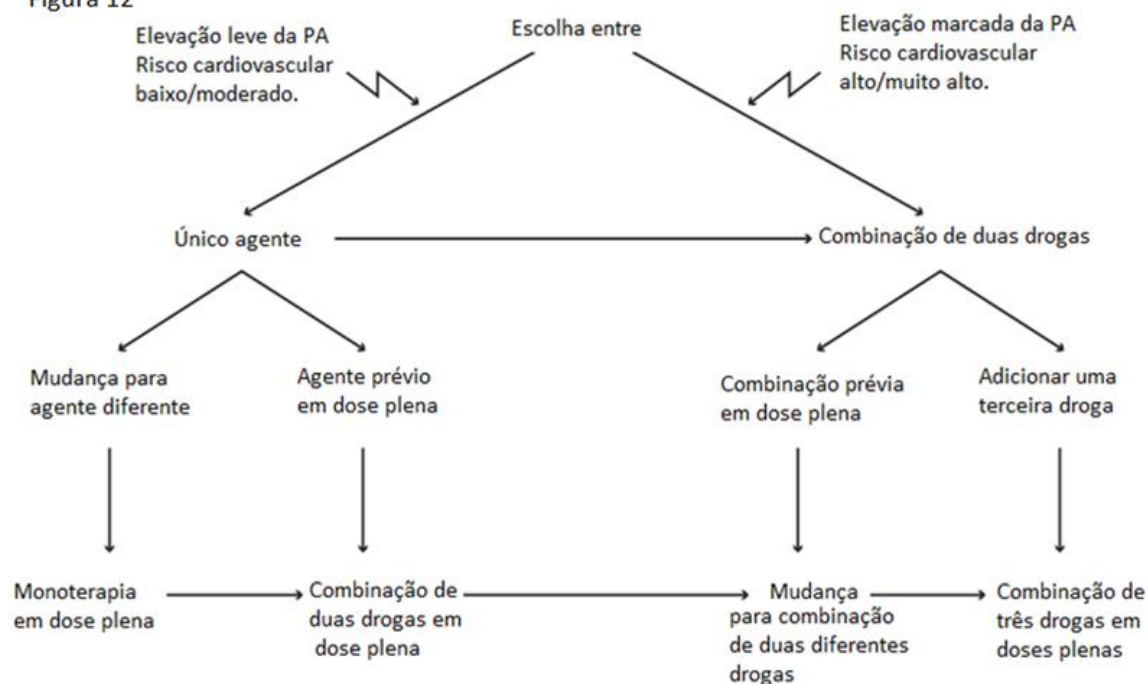 Figura 12
Elevação leve da PA
Risco cardiovascular
baixo/moderado.
Escolha entre
Elevação marcada da PA
Risco cardiovascular
alto/muito alto.
Único agente
Combinação de duas drogas
Mudança para
agente diferente
Agente prévio
em dose plena
Combinação prévia
em dose plena
Adicionar uma
terceira droga
Monoterapia
em dose plena
Combinação de
duas drogas em
dose plena
Mudança
para combinação
de duas diferentes
drogas
Combinação de
três drogas em
doses plenas